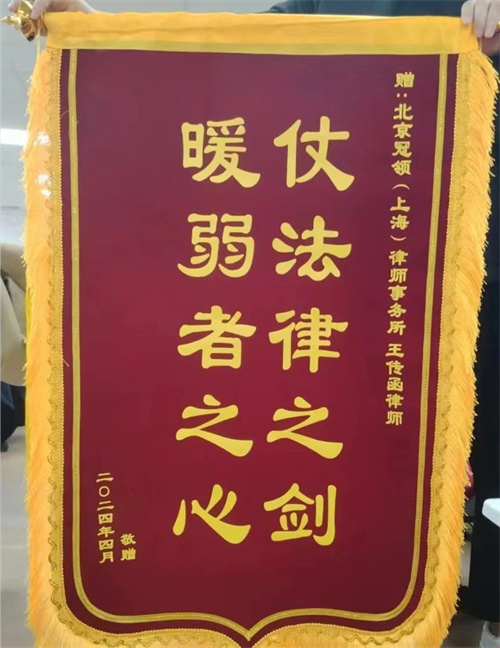 赠:北京冠领(上海)律师事务所 王传函律师
仗法律之剑
暖弱者之心
敬赠
二〇二四年四月